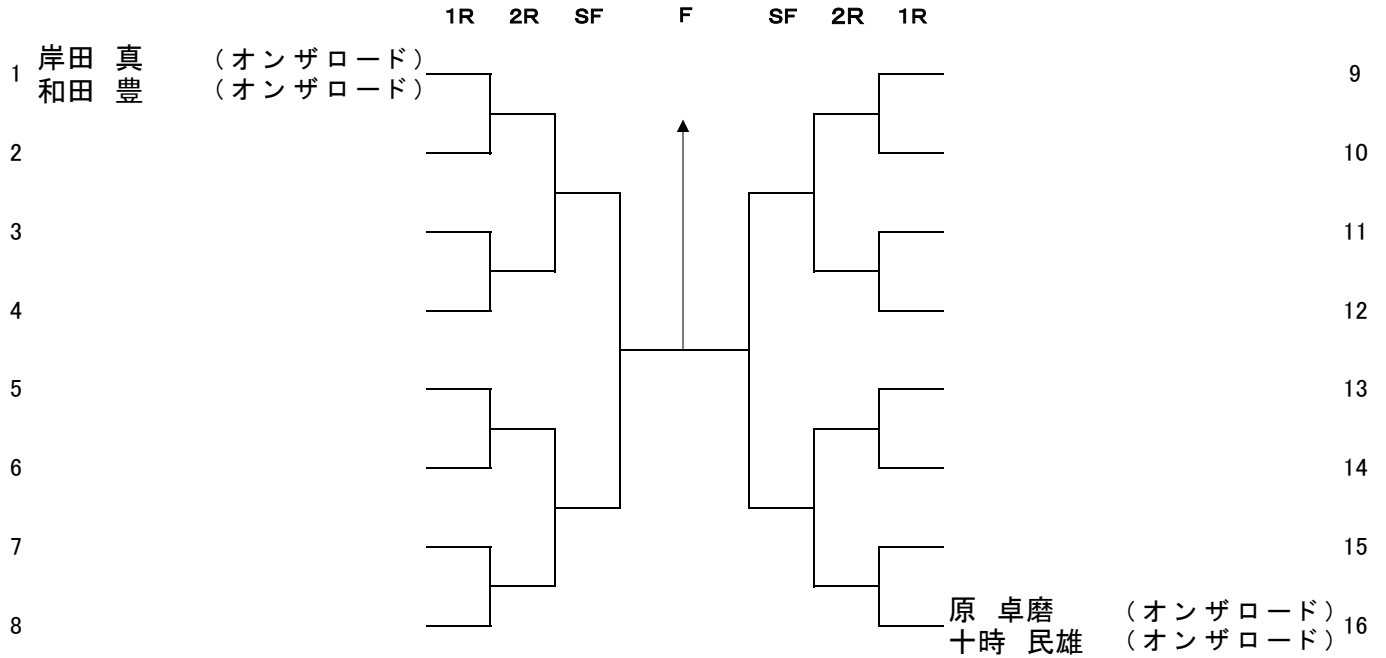 1R 2R SF F SF 2R 1R
1 岸田 真 (オンザロード) 9
和田 豊 (オンザロード)
2 10
3 11
4 12
5 13
6 14
7 15
8 原 卓磨 (オンザロード) 16
十時 民雄 (オンザロード)